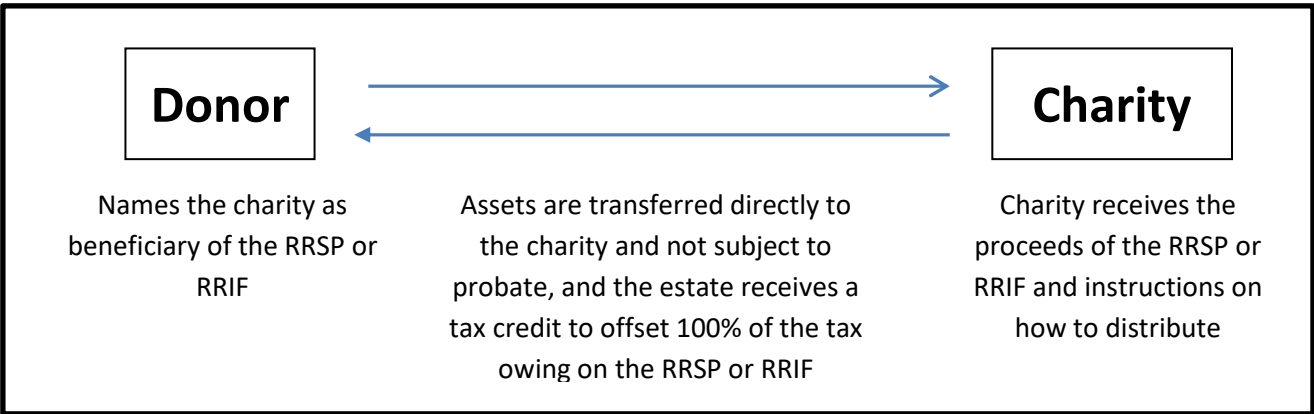 Donor
Charity
Names the charity as
beneficiary of the RRSP or
RRIF
Assets are transferred directly to
the charity and not subject to
probate, and the estate receives a
tax credit to offset 100% of the tax
owing on the RRSP or RRIF
Charity receives the
proceeds of the RRSP or
RRIF and instructions on
how to distribute